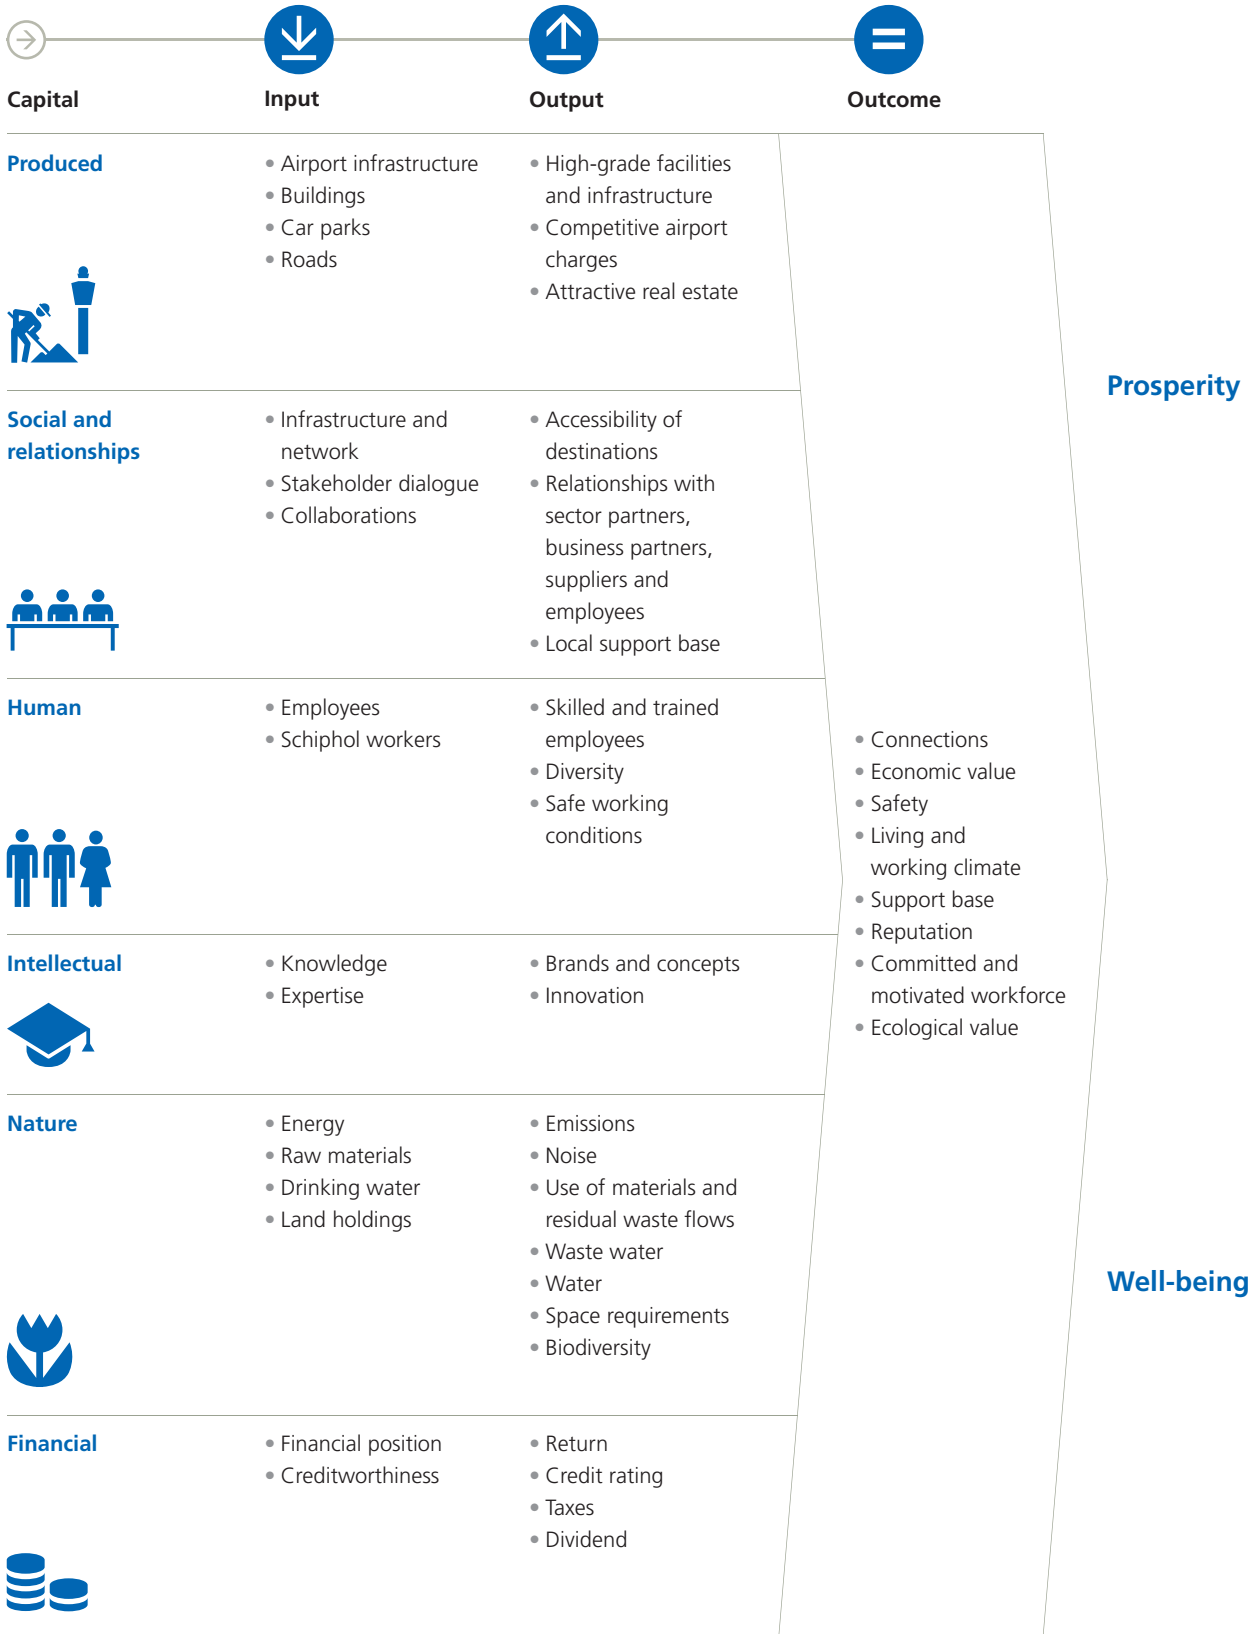 Capital
Input
Output
Outcome
Produced
• Airport infrastructure
• Buildings
• Car parks
• Roads
• High-grade facilities
and infrastructure
• Competitive airport
charges
• Attractive real estate
Social and
relationships
• Infrastructure and
network
• Stakeholder dialogue
• Collaborations
• Accessibility of
destinations
• Relationships with
sector partners,
business partners,
suppliers and
employees
• Local support base
Human
• Employees
• Schiphol workers
• Skilled and trained
employees
• Diversity
• Safe working
conditions
Intellectual
• Knowledge
• Expertise
• Brands and concepts
• Innovation
Nature
• Energy
• Raw materials
• Drinking water
• Land holdings
• Emissions
• Noise
• Use of materials and
residual waste flows
• Waste water
• Water
• Space requirements
• Biodiversity
Financial
• Financial position
• Creditworthiness
• Return
• Credit rating
• Taxes
• Dividend
• Connections
• Economic value
• Safety
• Living and
working climate
• Support base
• Reputation
• Committed and
motivated workforce
• Ecological value
Prosperity
Well-being